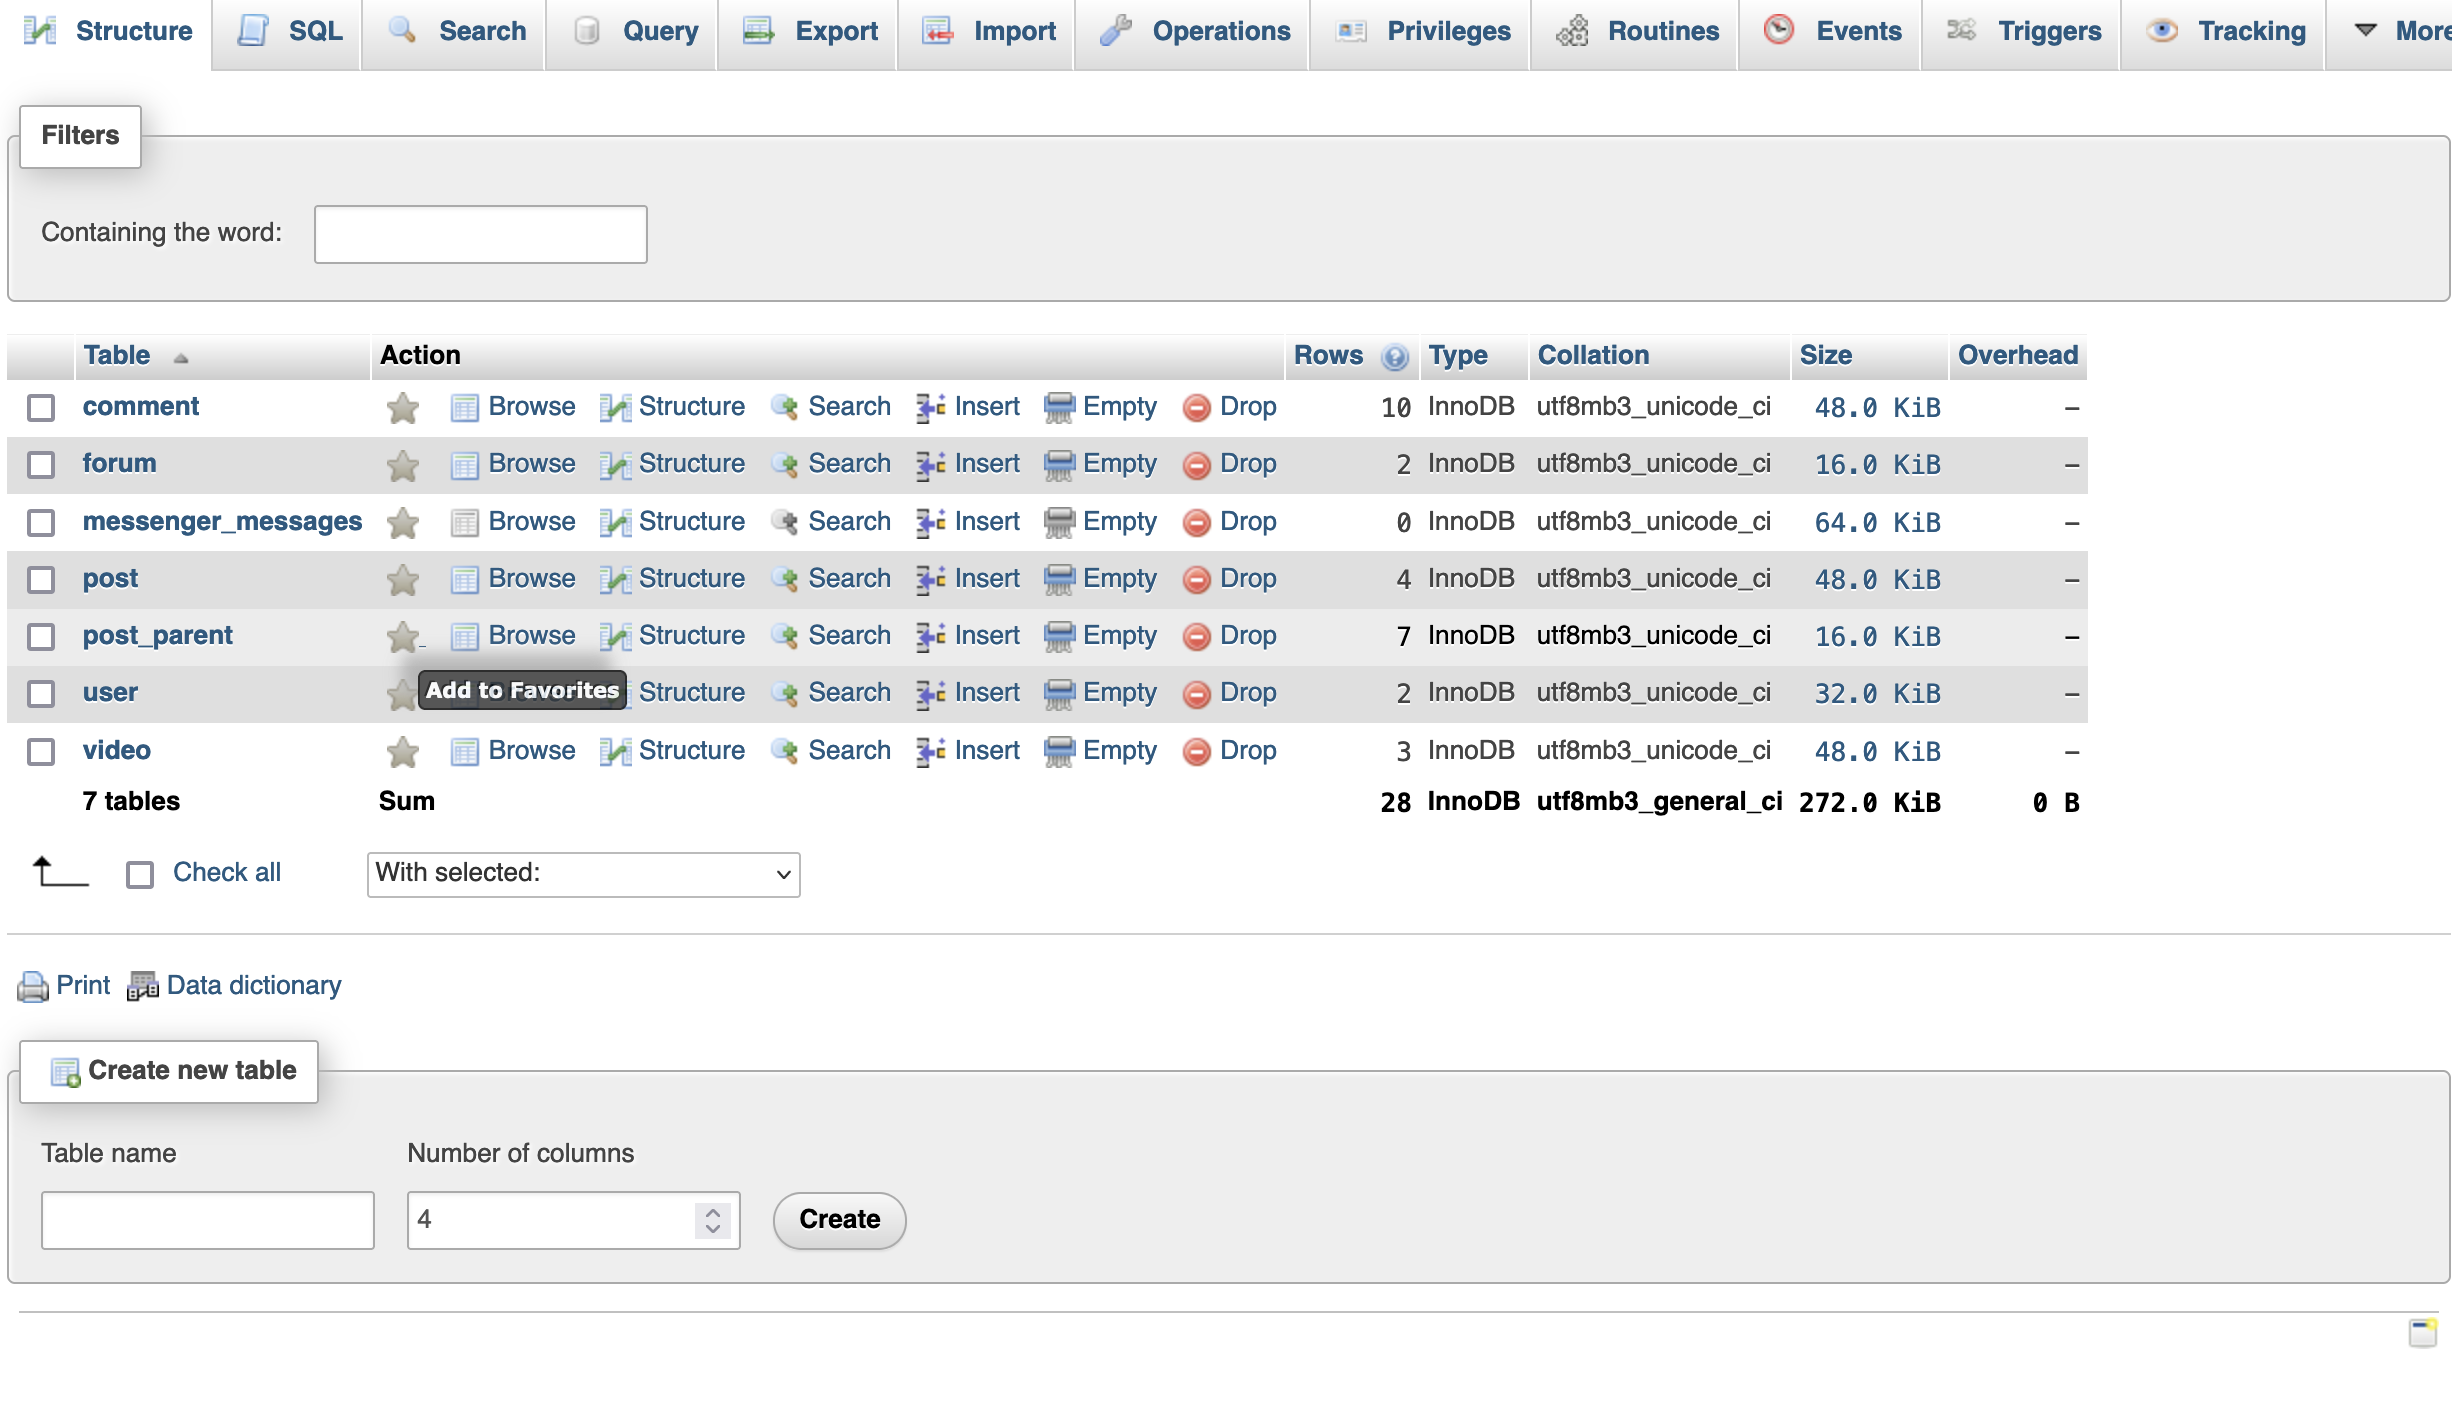 Structure SQL Search Query Export Import Operations Privileges Routines Events Triggers Tracking More
Filters
Containing the word:
Table Action Rows Type Collation Size Overhead
comment Browse Structure Search Insert Empty Drop 10 InnoDB utf8mb3_unicode_ci 48.0 KiB –
forum Browse Structure Search Insert Empty Drop 2 InnoDB utf8mb3_unicode_ci 16.0 KiB –
messenger_messages Browse Structure Search Insert Empty Drop 0 InnoDB utf8mb3_unicode_ci 64.0 KiB –
post Browse Structure Search Insert Empty Drop 4 InnoDB utf8mb3_unicode_ci 48.0 KiB –
post_parent Browse Structure Search Insert Empty Drop 7 InnoDB utf8mb3_unicode_ci 16.0 KiB –
user Add to Favorites Structure Search Insert Empty Drop 2 InnoDB utf8mb3_unicode_ci 32.0 KiB –
video Browse Structure Search Insert Empty Drop 3 InnoDB utf8mb3_unicode_ci 48.0 KiB –
7 tables Sum 28 InnoDB utf8mb3_general_ci 272.0 KiB 0 B
Check all With selected:
Print Data dictionary
Create new table
Table name Number of columns
4 Create